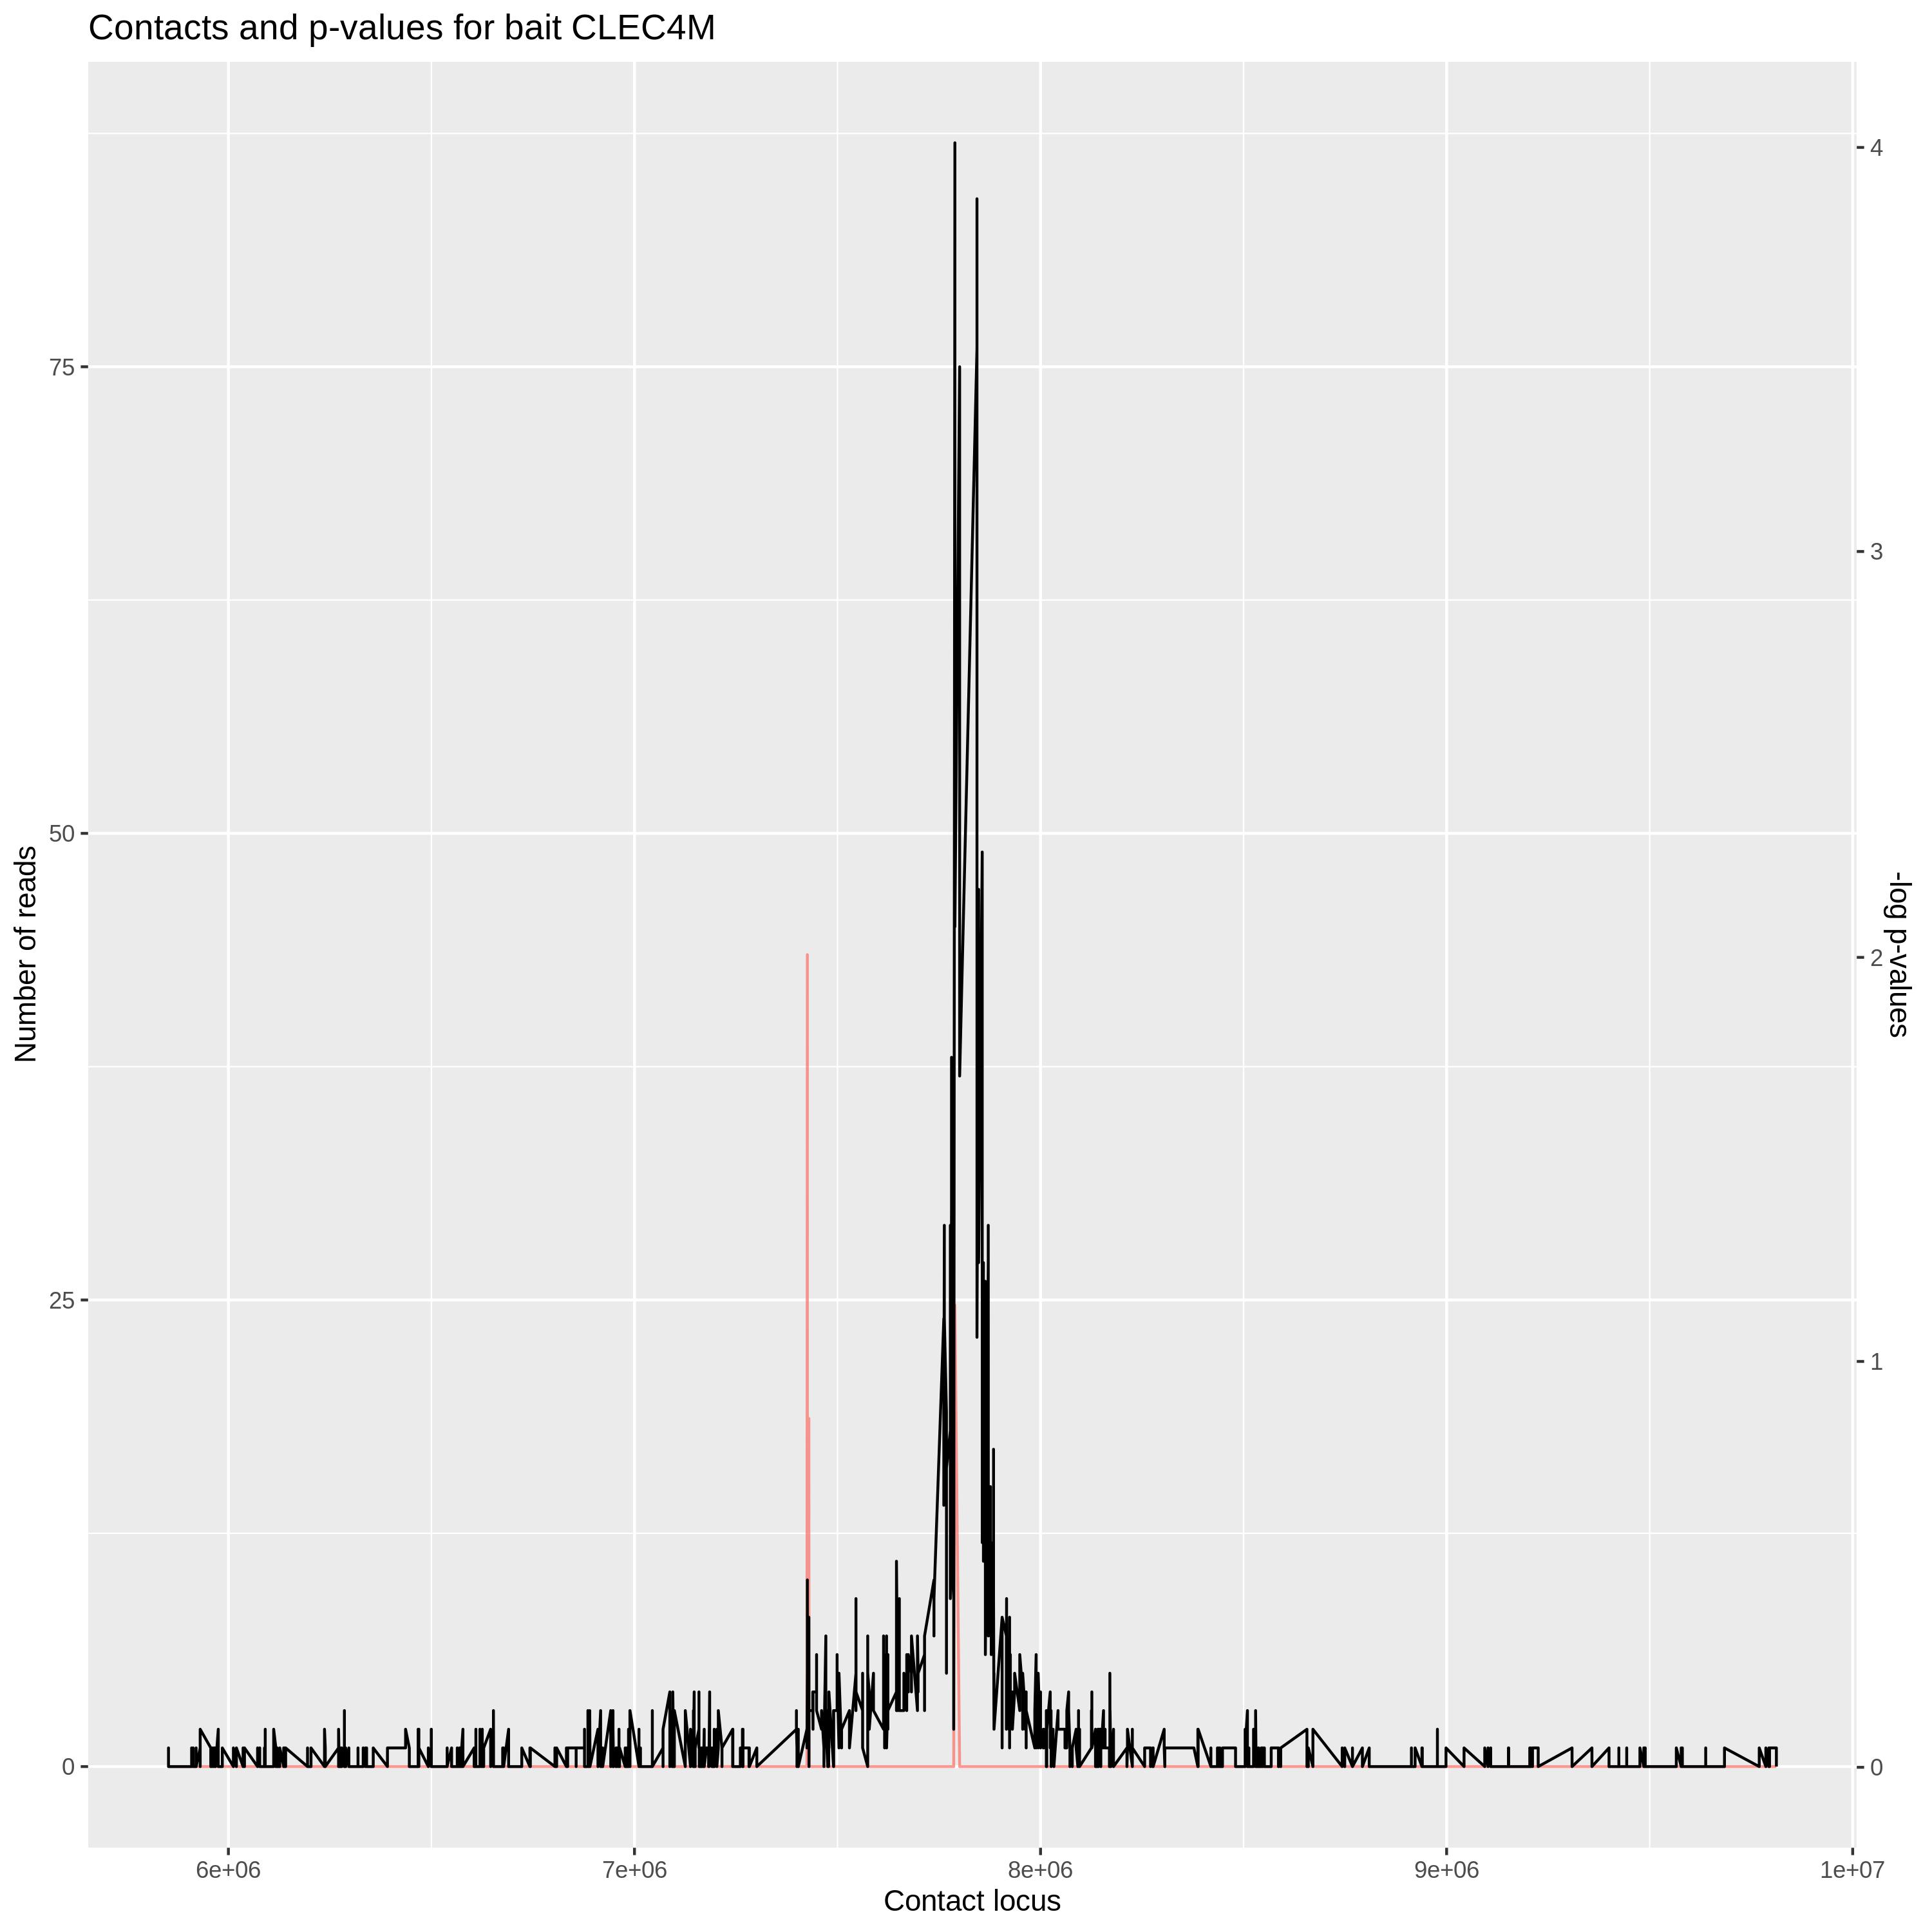 Contacts and p-values for bait CLEC4M
Number of reads
75
50
25
0
4
3
2
1
0
-log p-values
6e+06
7e+06
8e+06
9e+06
1e+07
Contact locus